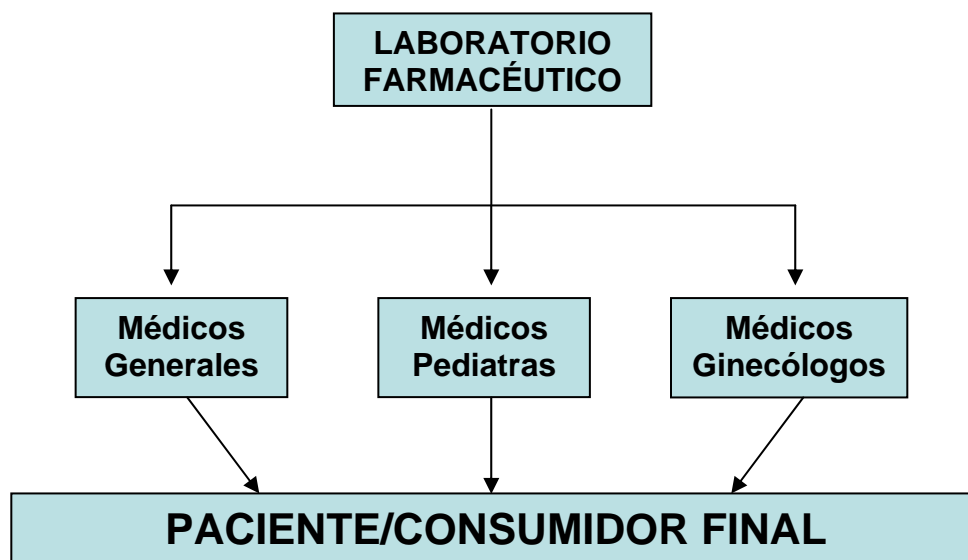 LABORATORIO
FARMACÉUTICO
Médicos
Generales
Médicos
Pediatras
Médicos
Ginecólogos
PACIENTE/CONSUMIDOR FINAL